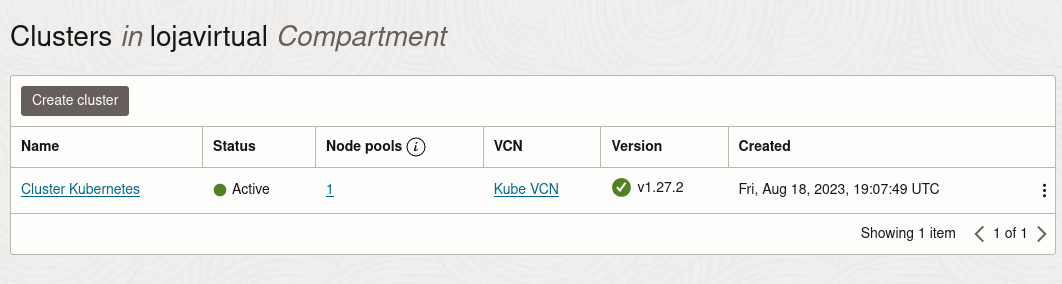 Clusters in lojavirtual Compartment
Create cluster
Name Status Node pools i VCN Version Created
Cluster Kubernetes Active 1 Kube VCN v1.27.2 Fri, Aug 18, 2023, 19:07:49 UTC
Showing 1 item 1 of 1